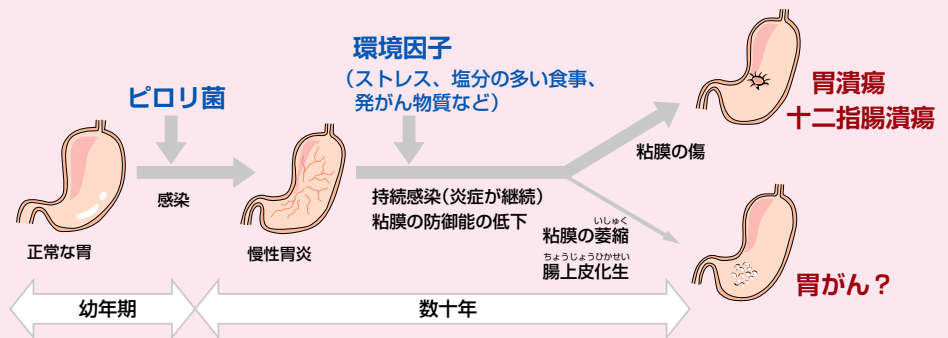 ピロリ菌
環境因子
（ストレス、塩分の多い食事、
発がん物質など）
胃潰瘍
十二指腸潰瘍
粘膜の傷
感染
持続感染（炎症が継続）
粘膜の防御能の低下
いしゅく
粘膜の萎縮
ちょうじょうひかせい
腸上皮化生
正常な胃
慢性胃炎
胃がん？
幼年期
数十年